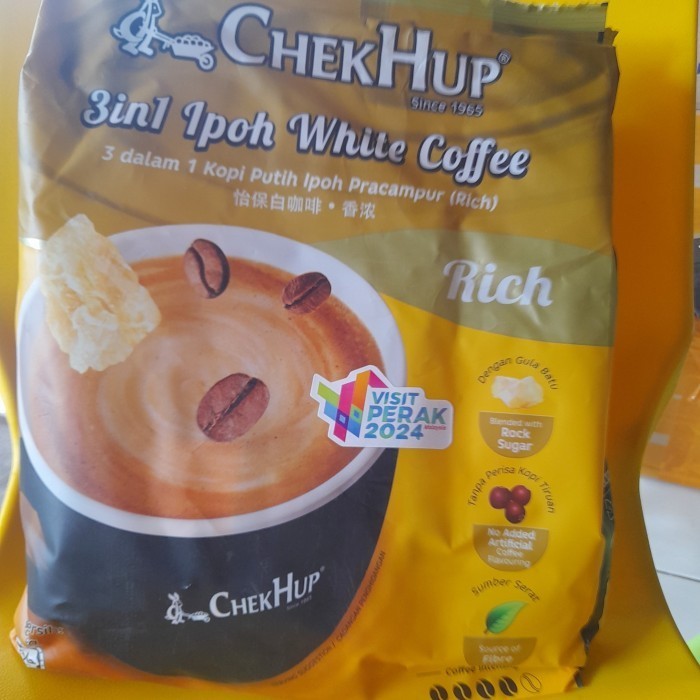 CHEKHUP®
Since 1965
3in1 Ipoh White Coffee
3 dalam 1 Kopi Putih Ipoh Pracampur (Rich)
怡保白咖啡 • 香浓
Rich
Dengan Gula Batu
Blended with
Rock
Sugar
VISIT
PERAK
2024
Tanpa Perisa Kopi Tiruan
No Added
Artificial
Coffee
Flavouring
CHEKHUP®
Sumber Serat
Source of
Fibre
Coffee